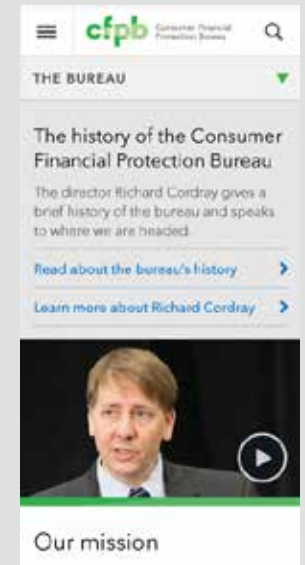 cfpb Consumer Financial
Protection Bureau
THE BUREAU
The history of the Consumer
Financial Protection Bureau
The director Richard Cordray gives a
brief history of the bureau and speaks
to where we are headed.
Read about the bureau's history
Learn more about Richard Cordray
Our mission